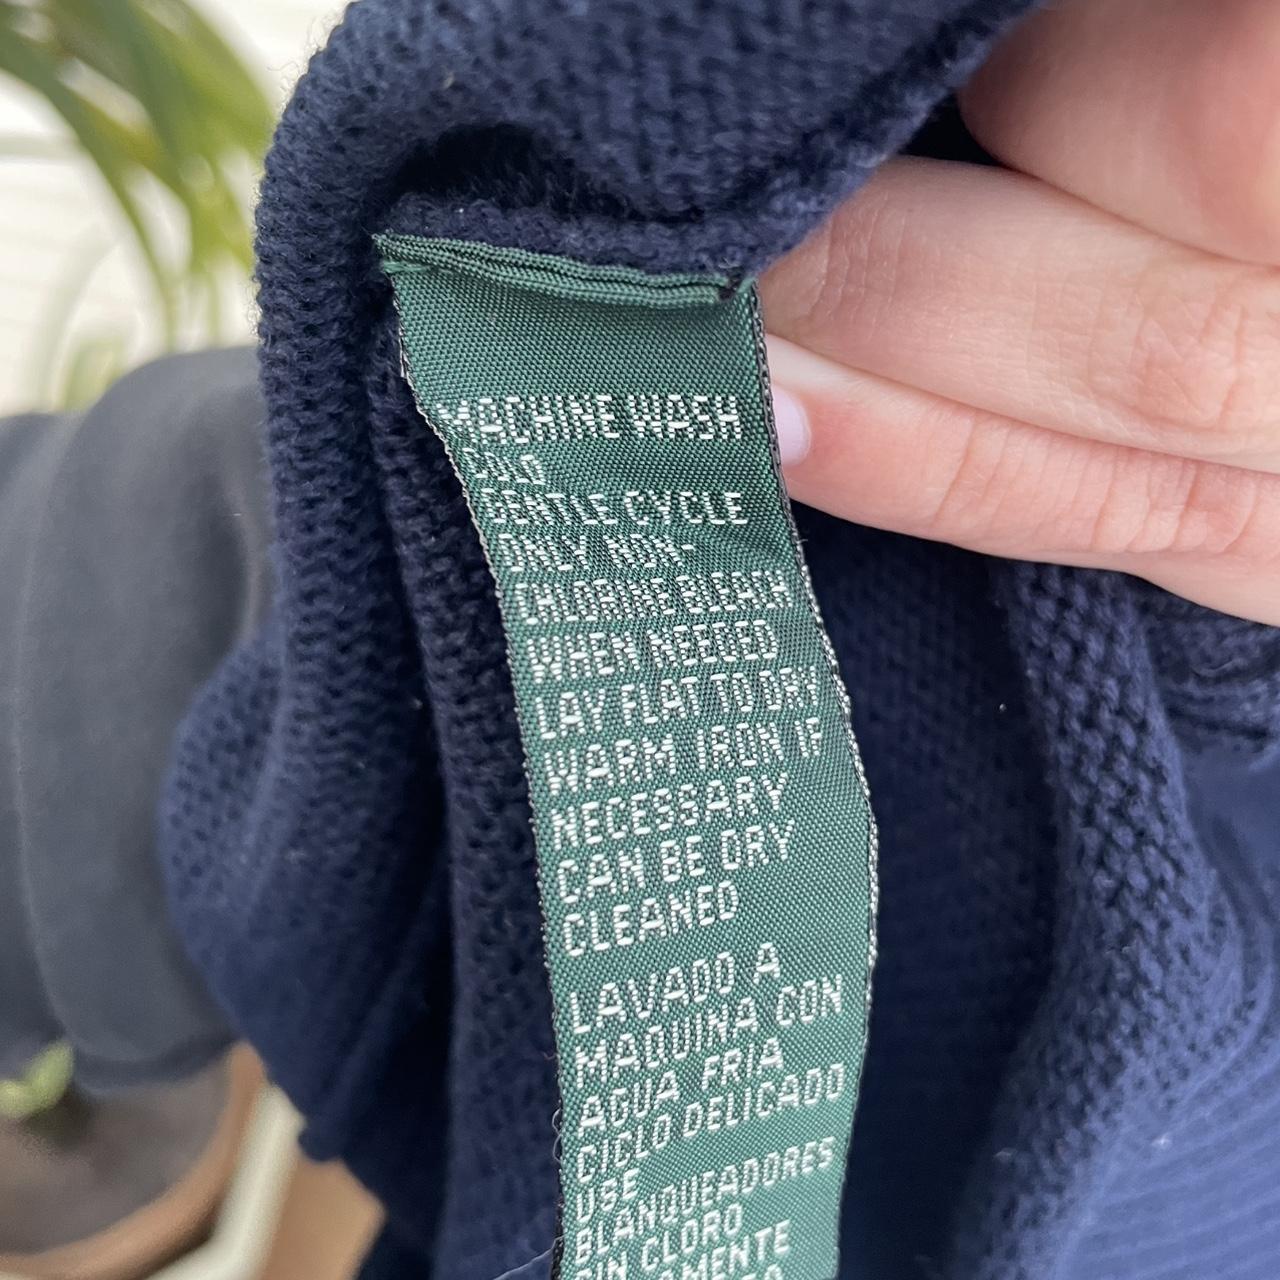 MACHINE WASH
COLD
GENTLE CYCLE
ONLY NON-
CHLORINE BLEACH
WHEN NEEDED
LAY FLAT TO DRY
WARM IRON IF
NECESSARY
CAN BE DRY
CLEANED
LAVADO A
MAQUINA CON
AGUA FRIA
CICLO DELICADO
USE
BLANQUEADORES
SIN CLORO